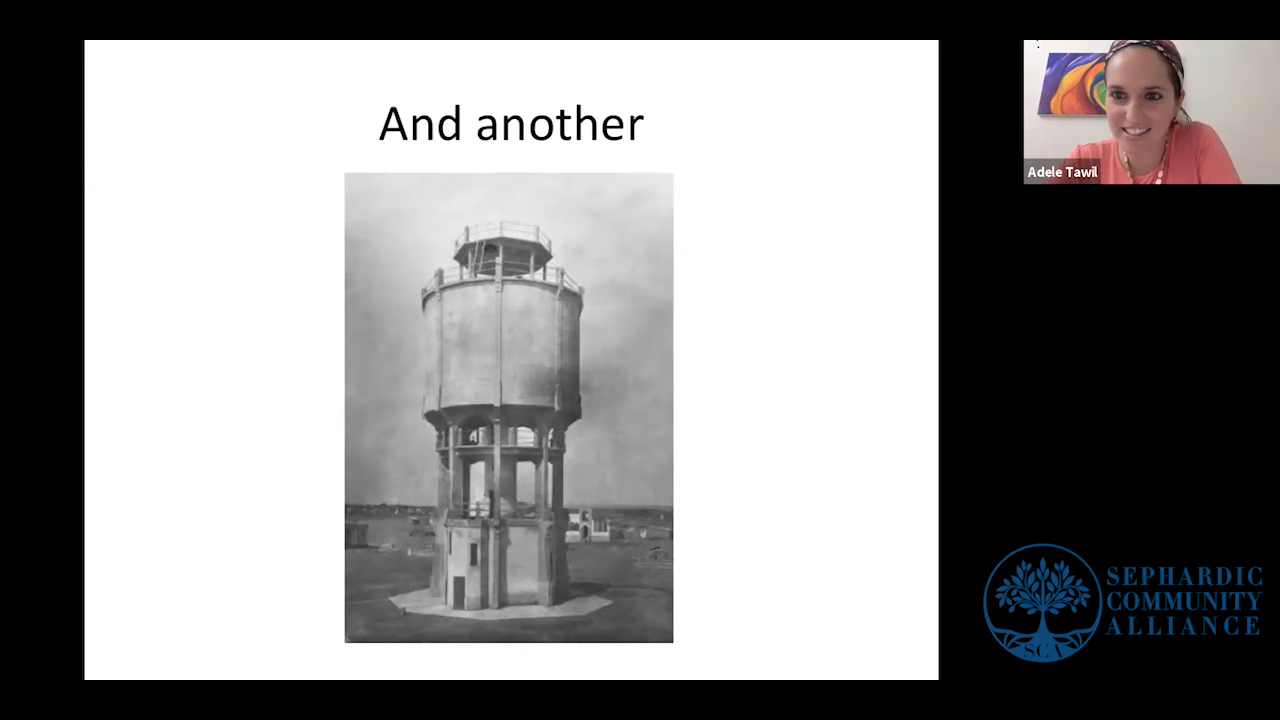 And another
Adele Tawil
SEPHARDIC
COMMUNITY
ALLIANCE
SCA